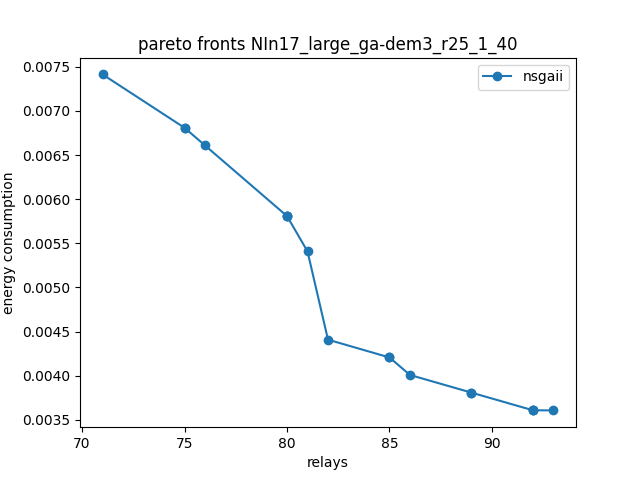 pareto fronts NIn17_large_ga-dem3_r25_1_40
nsgaii
energy consumption
0.0075
0.0070
0.0065
0.0060
0.0055
0.0050
0.0045
0.0040
0.0035
70 75 80 85 90
relays